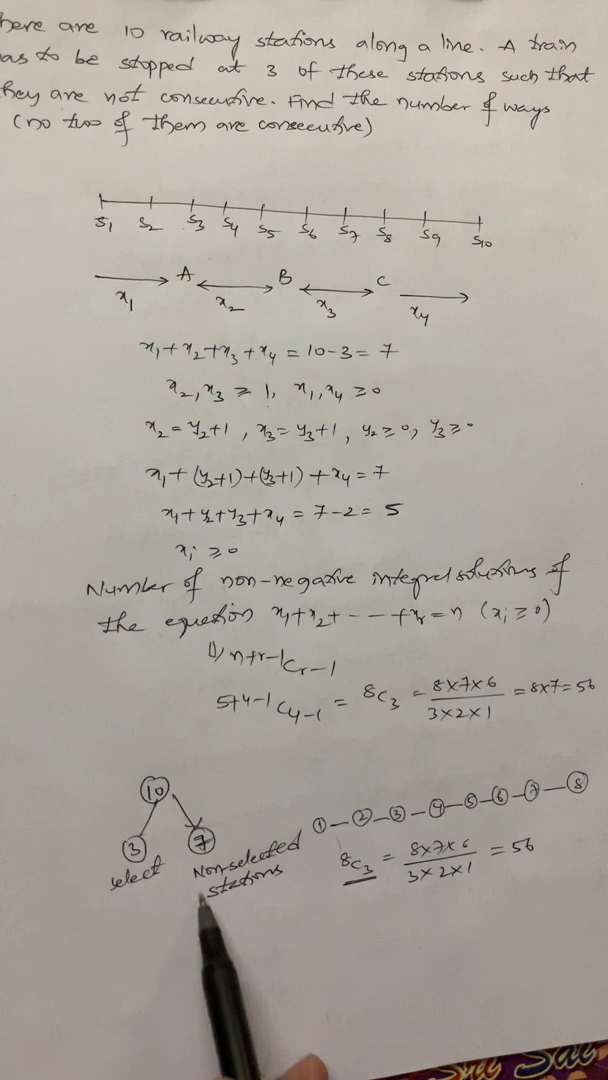 here are 10 railway stations along a line. A train
as to be stopped at 3 of these stations such that
they are not consecutive. Find the number of ways
(no two of them are consecutive)
S1 S2 S3 S4 S5 S6 S7 S8 S9 S10
A B C
x1 x2 x3 x4
x1+x2+x3+x4 = 10-3 = 7
x2, x3 ≥ 1, x1, x4 ≥ 0
x2 = y2+1, x3 = y3+1, y2 ≥ 0, y3 ≥ 0
x1+(y2+1)+(y3+1)+x4 = 7
x1+y2+y3+x4 = 7-2 = 5
xi ≥ 0
Number of non-negative integral solutions of
the equation x1+x2+----+xr = n (xi ≥ 0)
n+r-1Cr-1
5+4-1C4-1 = 8C3 = 8×7×6/3×2×1 = 8×7 = 56
10
3 7
select Non-selected
stations
1-2-3-4-5-6-7-8
8C3 = 8×7×6/3×2×1 = 56